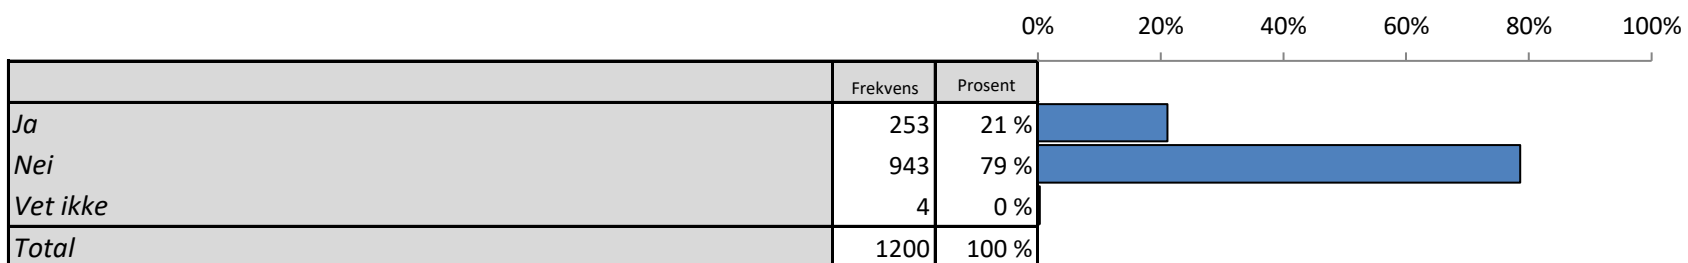 0% 20% 40% 60% 80% 100%
Frekvens Prosent
Ja 253 21 %
Nei 943 79 %
Vet ikke 4 0 %
Total 1200 100 %